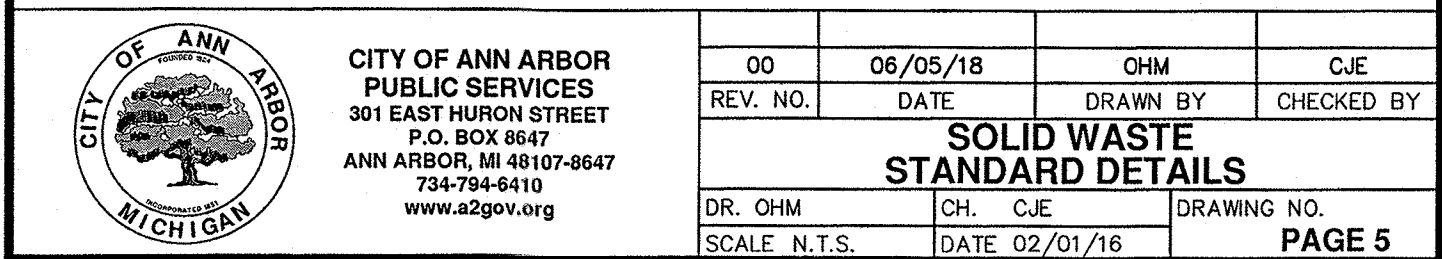 CITY OF ANN ARBOR
FOUNDED 1824
INCORPORATED 1851
MICHIGAN
CITY OF ANN ARBOR
PUBLIC SERVICES
301 EAST HURON STREET
P.O. BOX 8647
ANN ARBOR, MI 48107-8647
734-794-6410
www.a2gov.org
00 06/05/18 OHM CJE
REV. NO. DATE DRAWN BY CHECKED BY
SOLID WASTE
STANDARD DETAILS
DR. OHM CH. CJE DRAWING NO.
SCALE N.T.S. DATE 02/01/16 PAGE 5